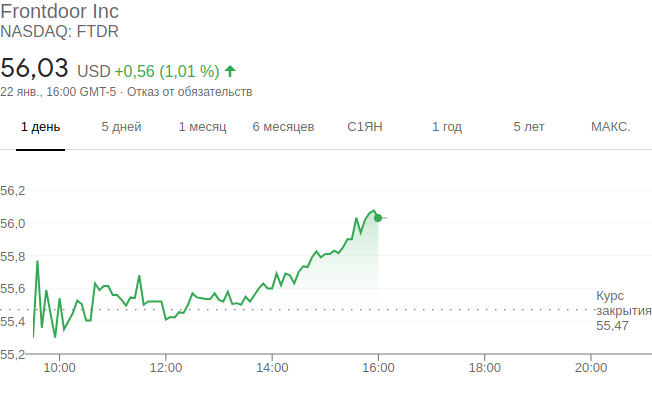 Frontdoor Inc
NASDAQ: FTDR
56,03 USD +0,56 (1,01 %)
22 янв., 16:00 GMT-5 · Отказ от обязательств
1 день 5 дней 1 месяц 6 месяцев С1ЯН 1 год 5 лет МАКС.
56,2
56,0
55,8
55,6
55,4
55,2
Курс
закрытия
55,47
10:00 12:00 14:00 16:00 18:00 20:00